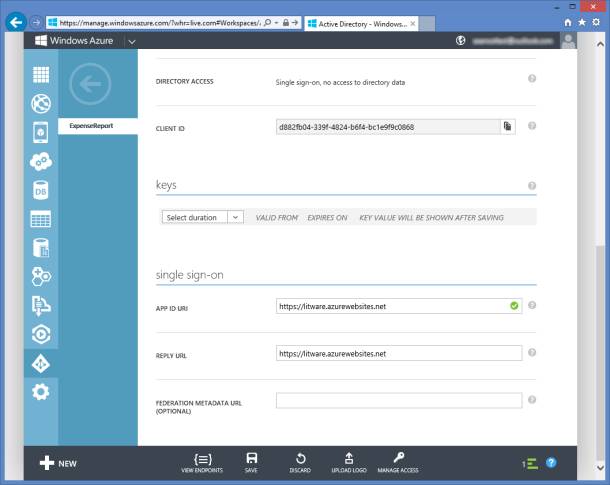 https://manage.windowsazure.com/?whr=live.com#Workspaces/
Active Directory - Windows...
Windows Azure
ExpenseReport
DIRECTORY ACCESS
Single sign-on, no access to directory data
CLIENT ID
d882fb04-339f-4824-b6f4-bc1e9f9c0868
keys
Select duration VALID FROM EXPIRES ON KEY VALUE WILL BE SHOWN AFTER SAVING
DB
single sign-on
APP ID URI
https://litware.azurewebsites.net
REPLY URL
https://litware.azurewebsites.net
FEDERATION METADATA URL
(OPTIONAL)
NEW
VIEW ENDPOINTS SAVE DISCARD UPLOAD LOGO MANAGE ACCESS
1